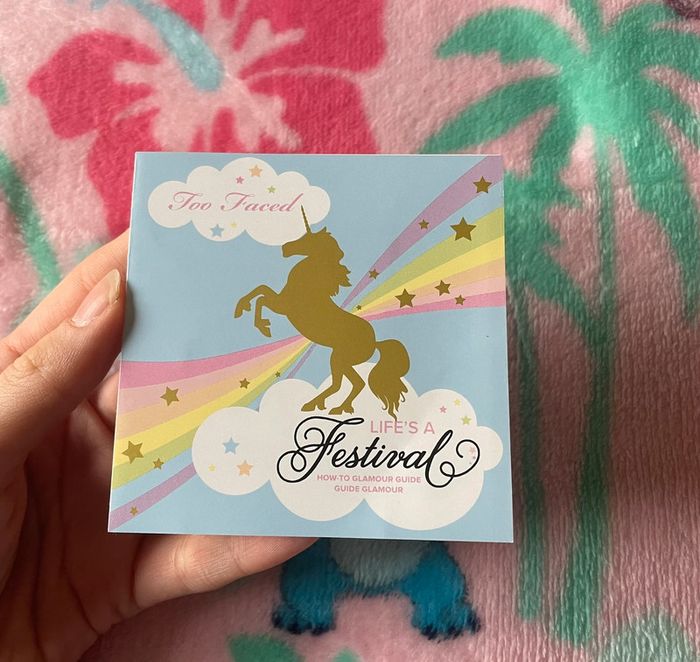 Too Faced
LIFE'S A
Festival
HOW-TO GLAMOUR GUIDE
GUIDE GLAMOUR